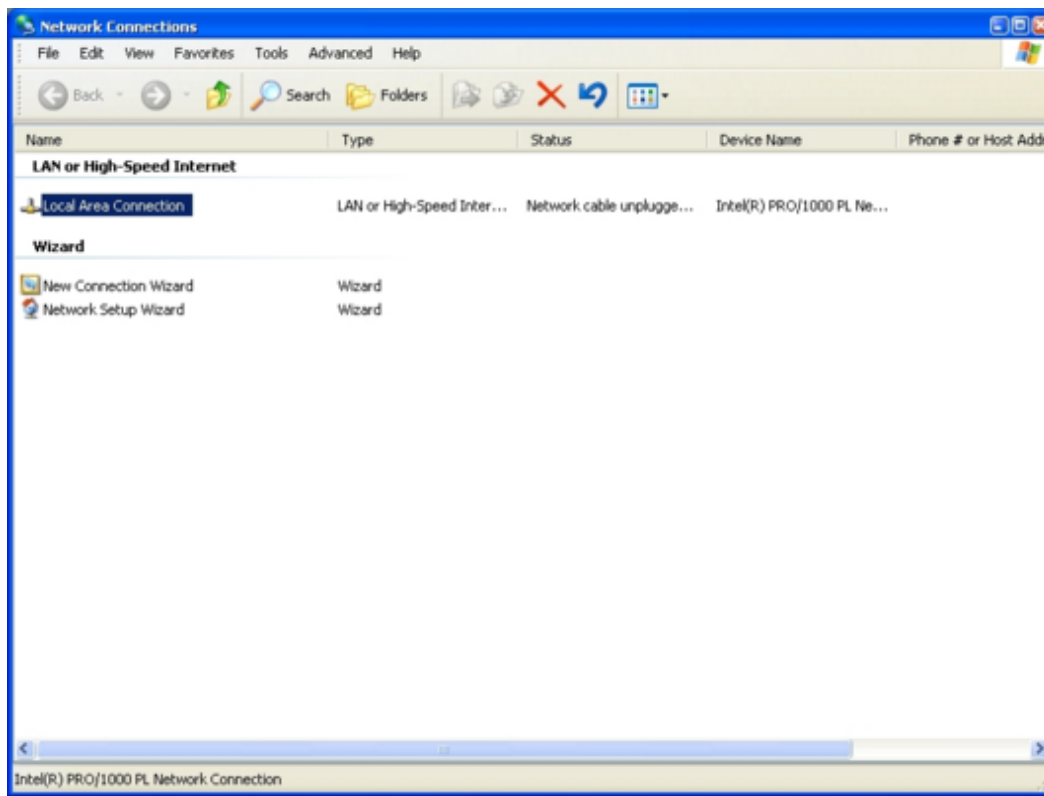 Network Connections
File Edit View Favorites Tools Advanced Help
Back Search Folders
Name Type Status Device Name Phone # or Host Addr
LAN or High-Speed Internet
Local Area Connection LAN or High-Speed Inter... Network cable unplugge... Intel(R) PRO/1000 PL Ne...
Wizard
New Connection Wizard Wizard
Network Setup Wizard Wizard
Intel(R) PRO/1000 PL Network Connection